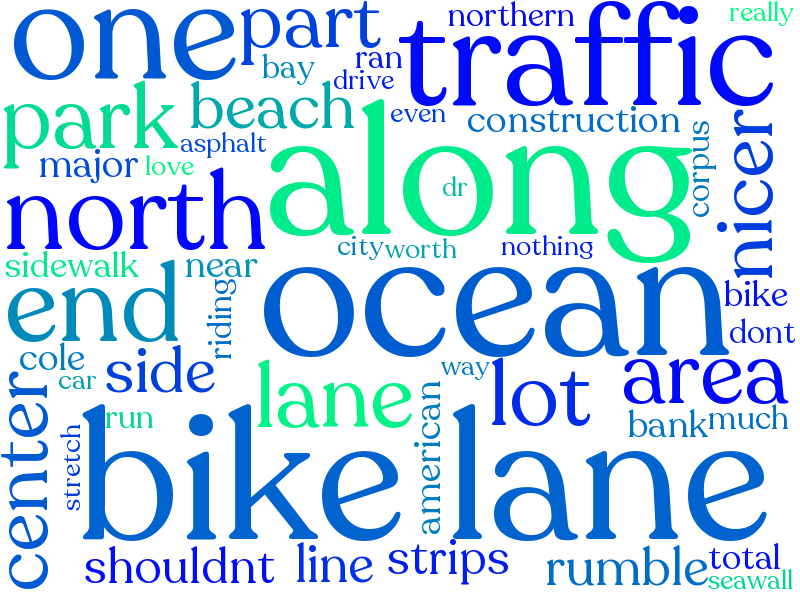 one
part
northern
really
traffic
bay
ran
drive
park
beach
even
construction
asphalt
major
love
along
corpus
nicer
dr
north
city
worth
nothing
sidewalk
near
ocean
end
riding
bike
dont
cole
car
side
lane
way
lot
area
center
run
american
bank
much
stretch
bike lane
shouldnt
line
strips
rumble
total
seawall